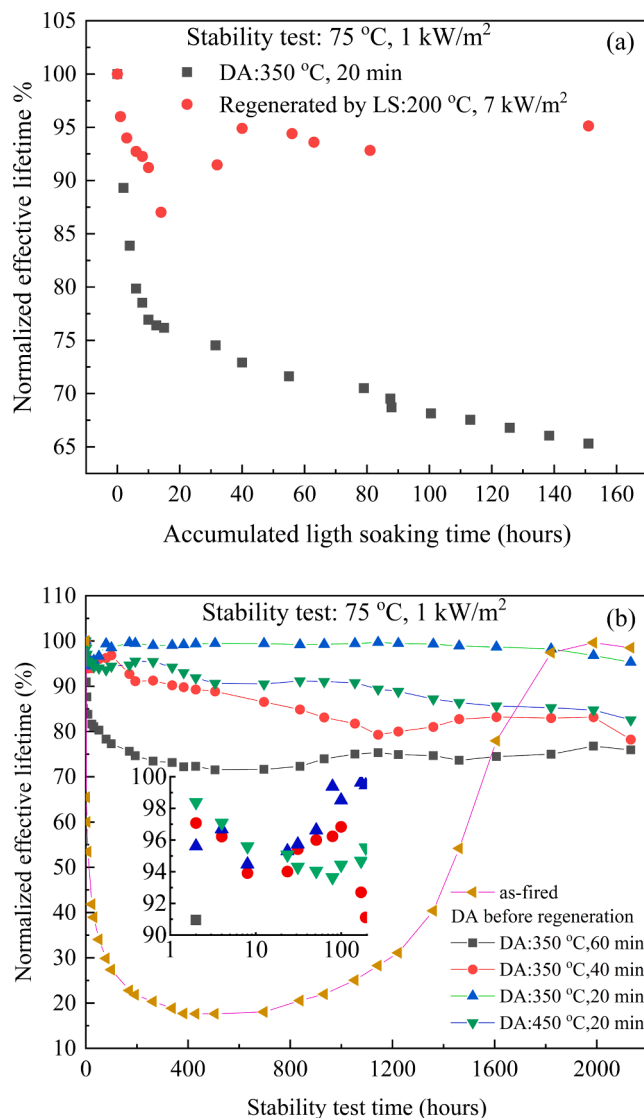 Stability test: 75 °C, 1 kW/m²
(a)
DA:350 °C, 20 min
Regenerated by LS:200 °C, 7 kW/m²
Normalized effective lifetime %
105
100
95
90
85
80
75
70
65
0 20 40 60 80 100 120 140 160
Accumulated ligth soaking time (hours)
Stability test: 75 °C, 1 kW/m²
(b)
Normalized effective lifetime (%)
110
100
90
80
70
60
50
40
30
20
10
100
98
96
94
92
90
1 10 100
as-fired
DA before regeneration
DA:350 °C,60 min
DA:350 °C,40 min
DA:350 °C,20 min
DA:450 °C,20 min
0 400 800 1200 1600 2000
Stability test time (hours)